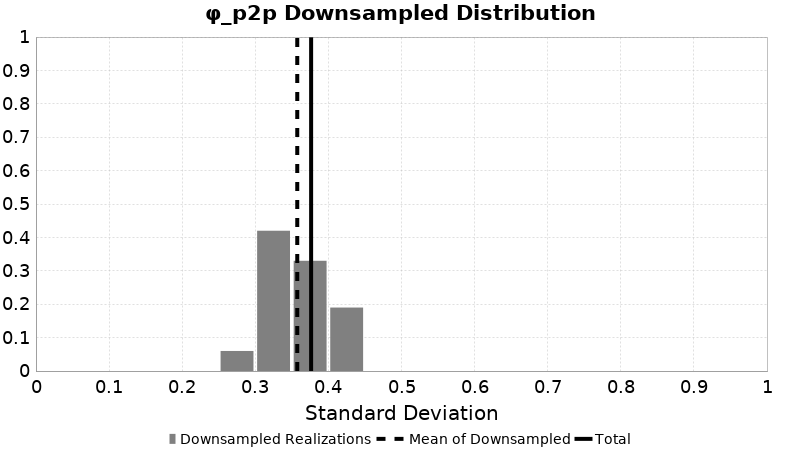 φ_p2p Downsampled Distribution
1
0.9
0.8
0.7
0.6
0.5
0.4
0.3
0.2
0.1
0
0 0.1 0.2 0.3 0.4 0.5 0.6 0.7 0.8 0.9 1
Standard Deviation
Downsampled Realizations Mean of Downsampled Total